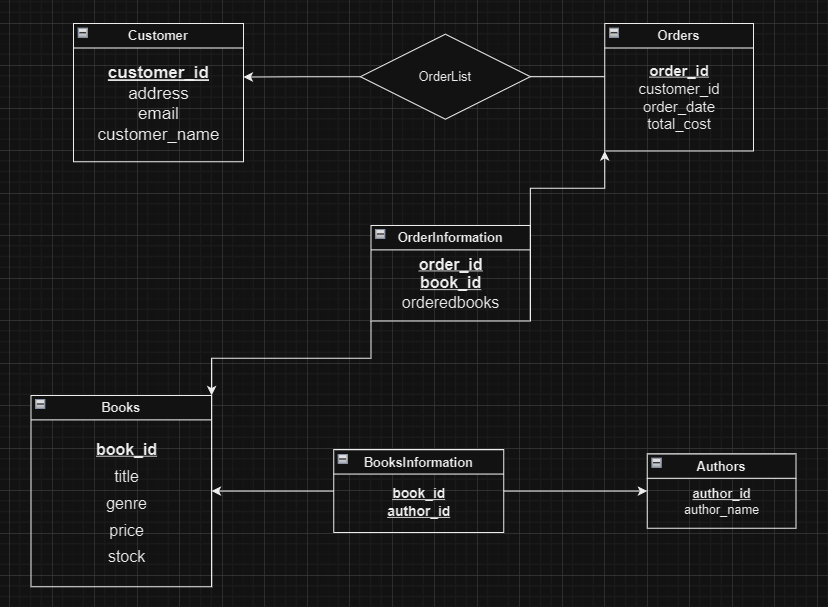 Customer
customer_id
address
email
customer_name
OrderList
Orders
order_id
customer_id
order_date
total_cost
OrderInformation
order_id
book_id
orderedbooks
Books
book_id
title
genre
price
stock
BooksInformation
book_id
author_id
Authors
author_id
author_name